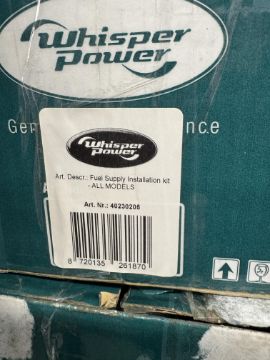 Whisper
Power
Gen
nce
Whisper
Power
Art. Descr.: Fuel Supply Installation kit
- ALL MODELS
Art. Nr.: 40230206
8 720135 261870